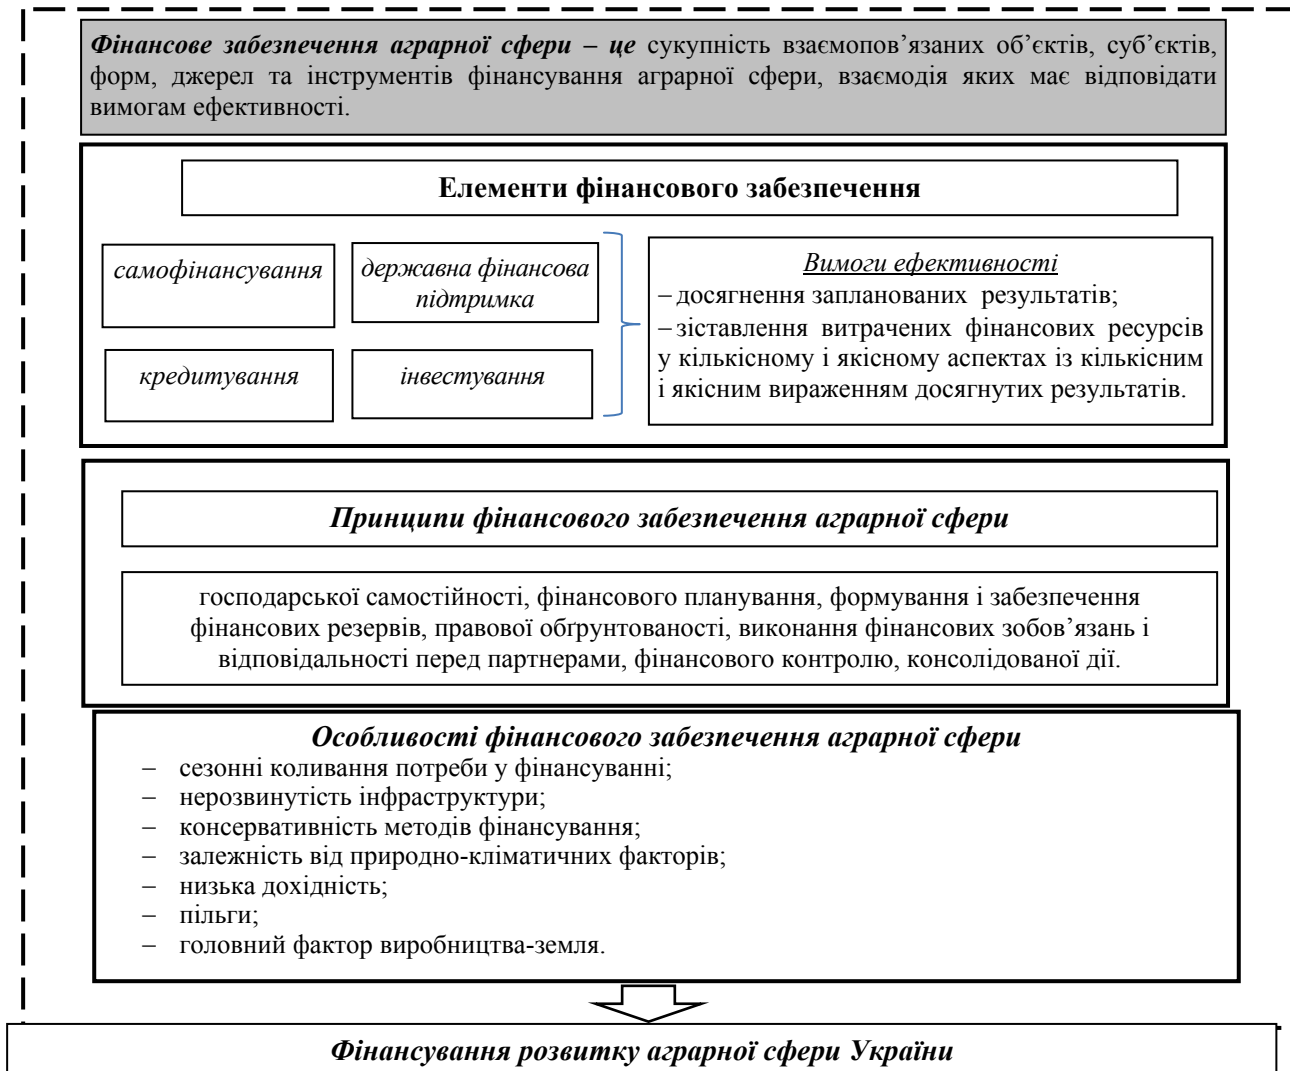 Фінансове забезпечення аграрної сфери – це сукупність взаємопов’язаних об’єктів, суб’єктів,
форм, джерел та інструментів фінансування аграрної сфери, взаємодія яких має відповідати
вимогам ефективності.
Елементи фінансового забезпечення
самофінансування
державна фінансова
підтримка
кредитування
інвестування
Вимоги ефективності
– досягнення запланованих результатів;
– зіставлення витрачених фінансових ресурсів
у кількісному і якісному аспектах із кількісним
і якісним вираженням досягнутих результатів.
Принципи фінансового забезпечення аграрної сфери
господарської самостійності, фінансового планування, формування і забезпечення
фінансових резервів, правової обґрунтованості, виконання фінансових зобов’язань і
відповідальності перед партнерами, фінансового контролю, консолідованої дії.
Особливості фінансового забезпечення аграрної сфери
– сезонні коливання потреби у фінансуванні;
– нерозвинутість інфраструктури;
– консервативність методів фінансування;
– залежність від природно-кліматичних факторів;
– низька дохідність;
– пільги;
– головний фактор виробництва-земля.
Фінансування розвитку аграрної сфери України